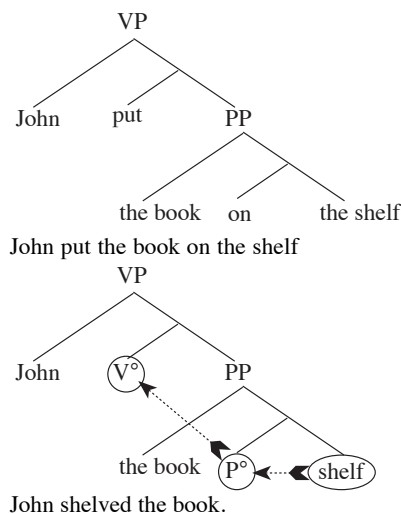 VP
John put PP
the book on the shelf
John put the book on the shelf
VP
John V° PP
the book P° shelf
John shelved the book.